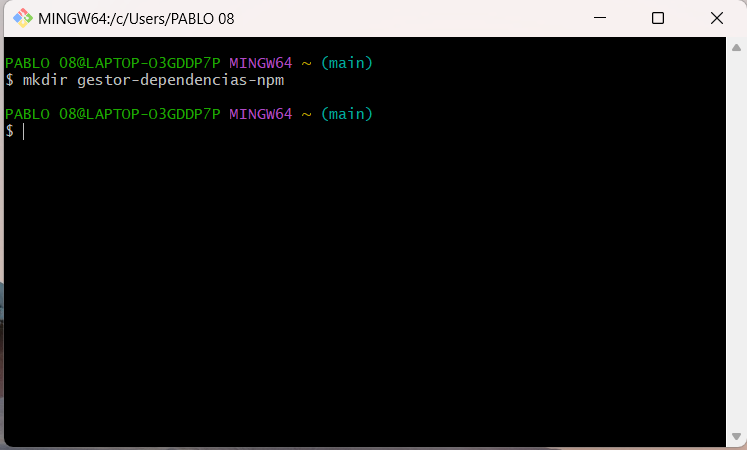 MINGW64:/c/Users/PABLO 08
PABLO 08@LAPTOP-O3GDDP7P MINGW64 ~ (main)
$ mkdir gestor-dependencias-npm
PABLO 08@LAPTOP-O3GDDP7P MINGW64 ~ (main)
$